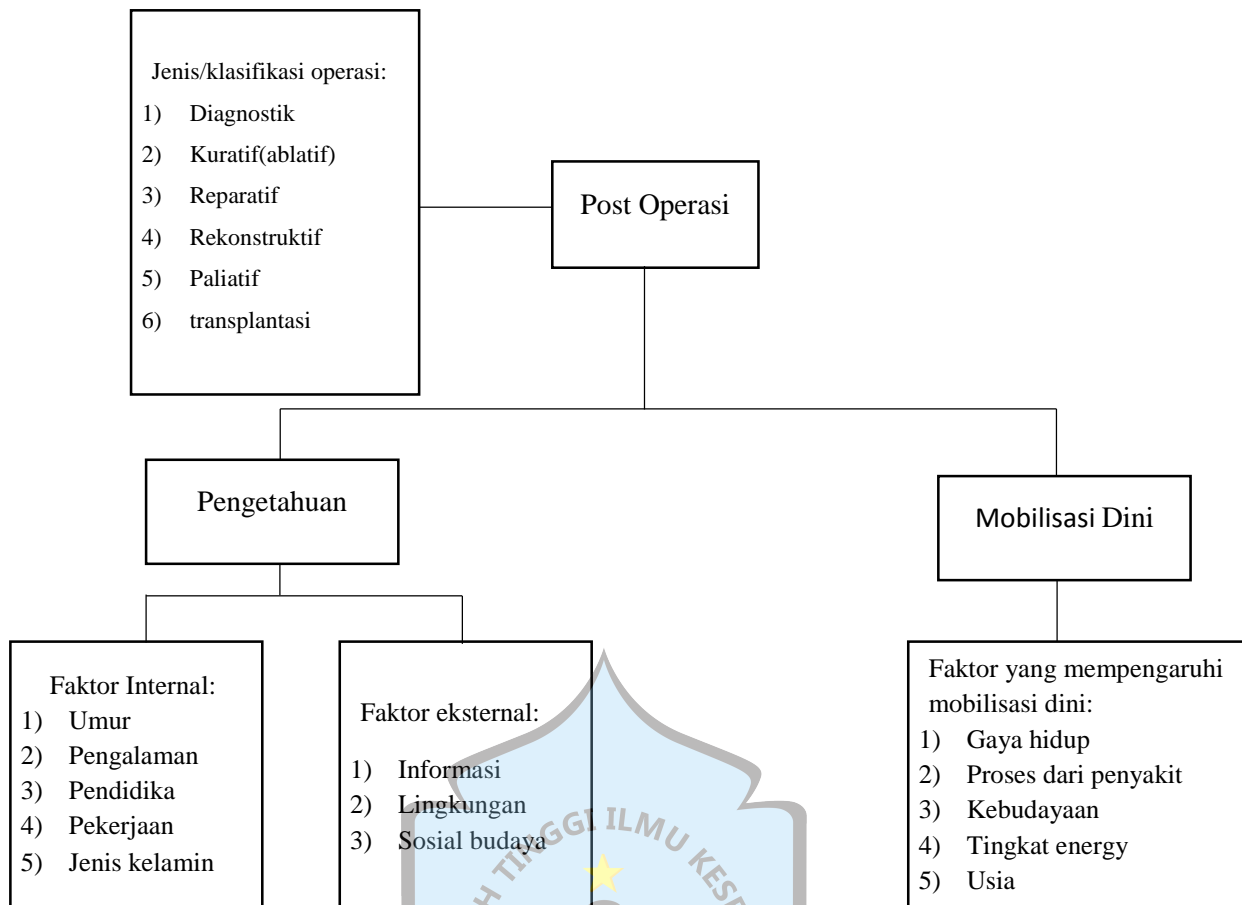 Jenis/klasifikasi operasi:
1) Diagnostik
2) Kuratif(ablatif)
3) Reparatif
4) Rekonstruktif
5) Paliatif
6) transplantasi
Post Operasi
Pengetahuan
Mobilisasi Dini
Faktor Internal:
1) Umur
2) Pengalaman
3) Pendidika
4) Pekerjaan
5) Jenis kelamin
Faktor eksternal:
1) Informasi
2) Lingkungan
3) Sosial budaya
Faktor yang mempengaruhi
mobilisasi dini:
1) Gaya hidup
2) Proses dari penyakit
3) Kebudayaan
4) Tingkat energy
5) Usia
TINGGI ILMU